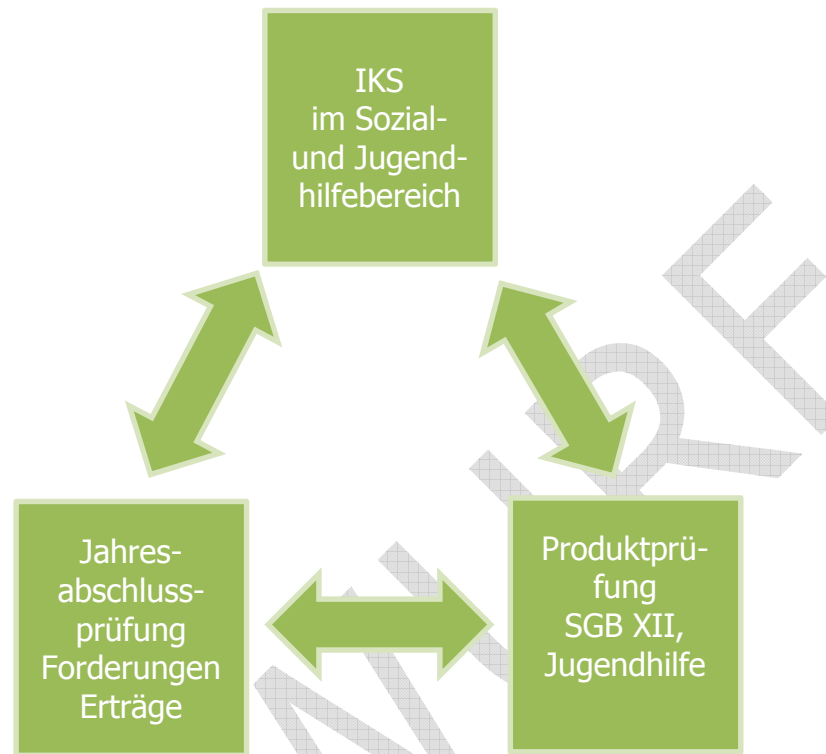 IKS
im Sozial-
und Jugend-
hilfebereich
Jahres-
abschluss-
prüfung
Forderungen
Erträge
Produktprü-
fung
SGB XII,
Jugendhilfe